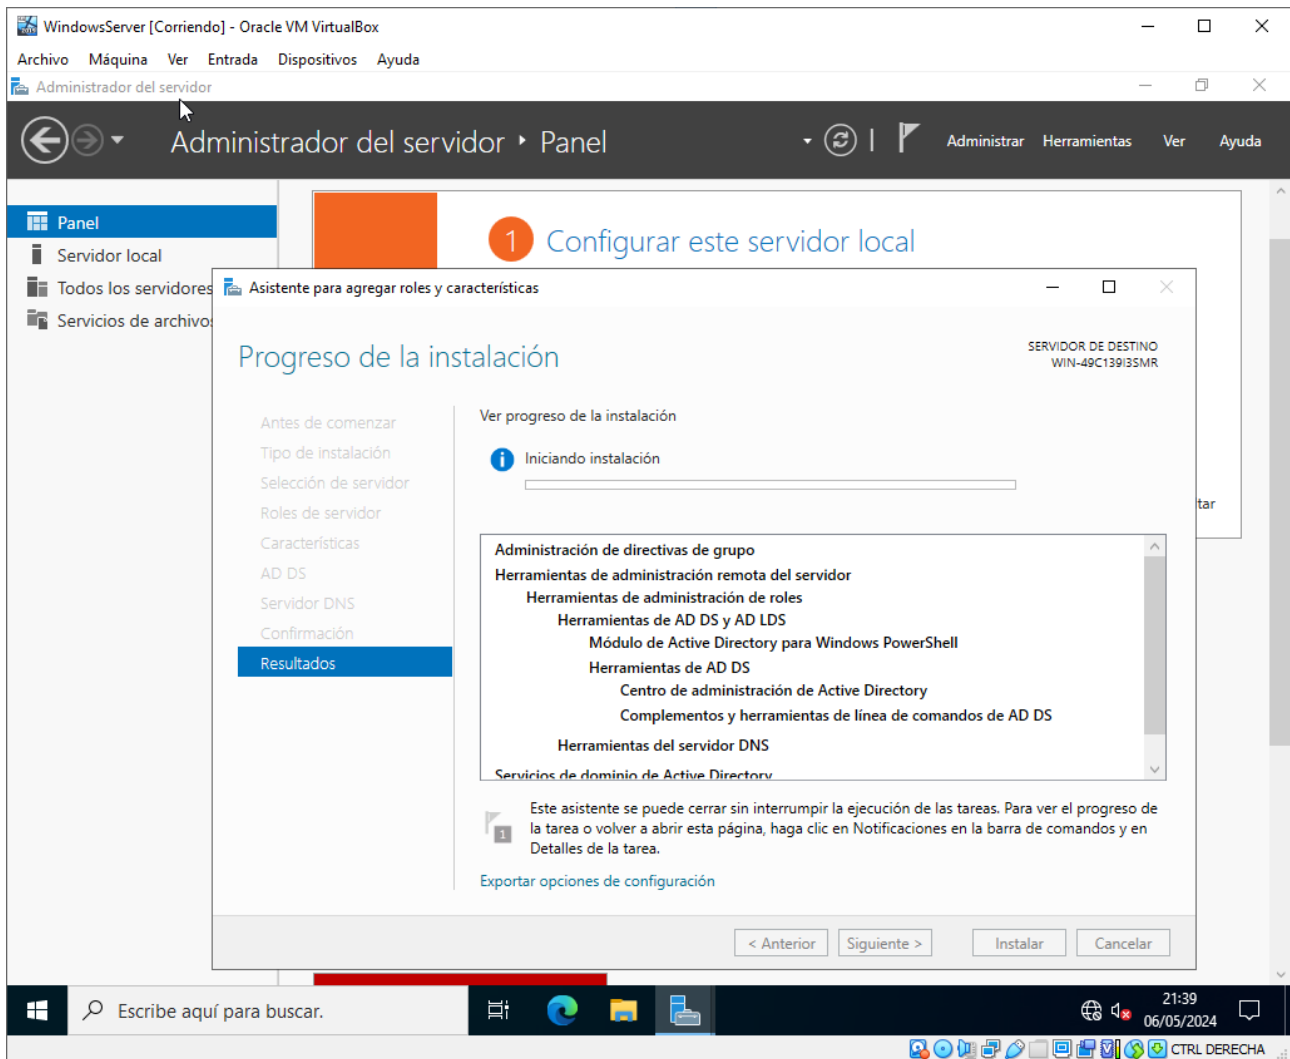 WindowsServer [Corriendo] - Oracle VM VirtualBox
Archivo Máquina Ver Entrada Dispositivos Ayuda
Administrador del servidor
Administrador del servidor Panel
Administrar Herramientas Ver Ayuda
Panel
Servidor local
Todos los servidores
Servicios de archivos
1 Configurar este servidor local
tar
Asistente para agregar roles y características
Progreso de la instalación
SERVIDOR DE DESTINO
WIN-49C139I3SMR
Antes de comenzar
Tipo de instalación
Selección de servidor
Roles de servidor
Características
AD DS
Servidor DNS
Confirmación
Resultados
Ver progreso de la instalación
Iniciando instalación
Administración de directivas de grupo
Herramientas de administración remota del servidor
Herramientas de administración de roles
Herramientas de AD DS y AD LDS
Módulo de Active Directory para Windows PowerShell
Herramientas de AD DS
Centro de administración de Active Directory
Complementos y herramientas de línea de comandos de AD DS
Herramientas del servidor DNS
Servicios de dominio de Active Directory
1
Este asistente se puede cerrar sin interrumpir la ejecución de las tareas. Para ver el progreso de
la tarea o volver a abrir esta página, haga clic en Notificaciones en la barra de comandos y en
Detalles de la tarea.
Exportar opciones de configuración
< Anterior Siguiente > Instalar Cancelar
Escribe aquí para buscar.
21:39
06/05/2024
CTRL DERECHA